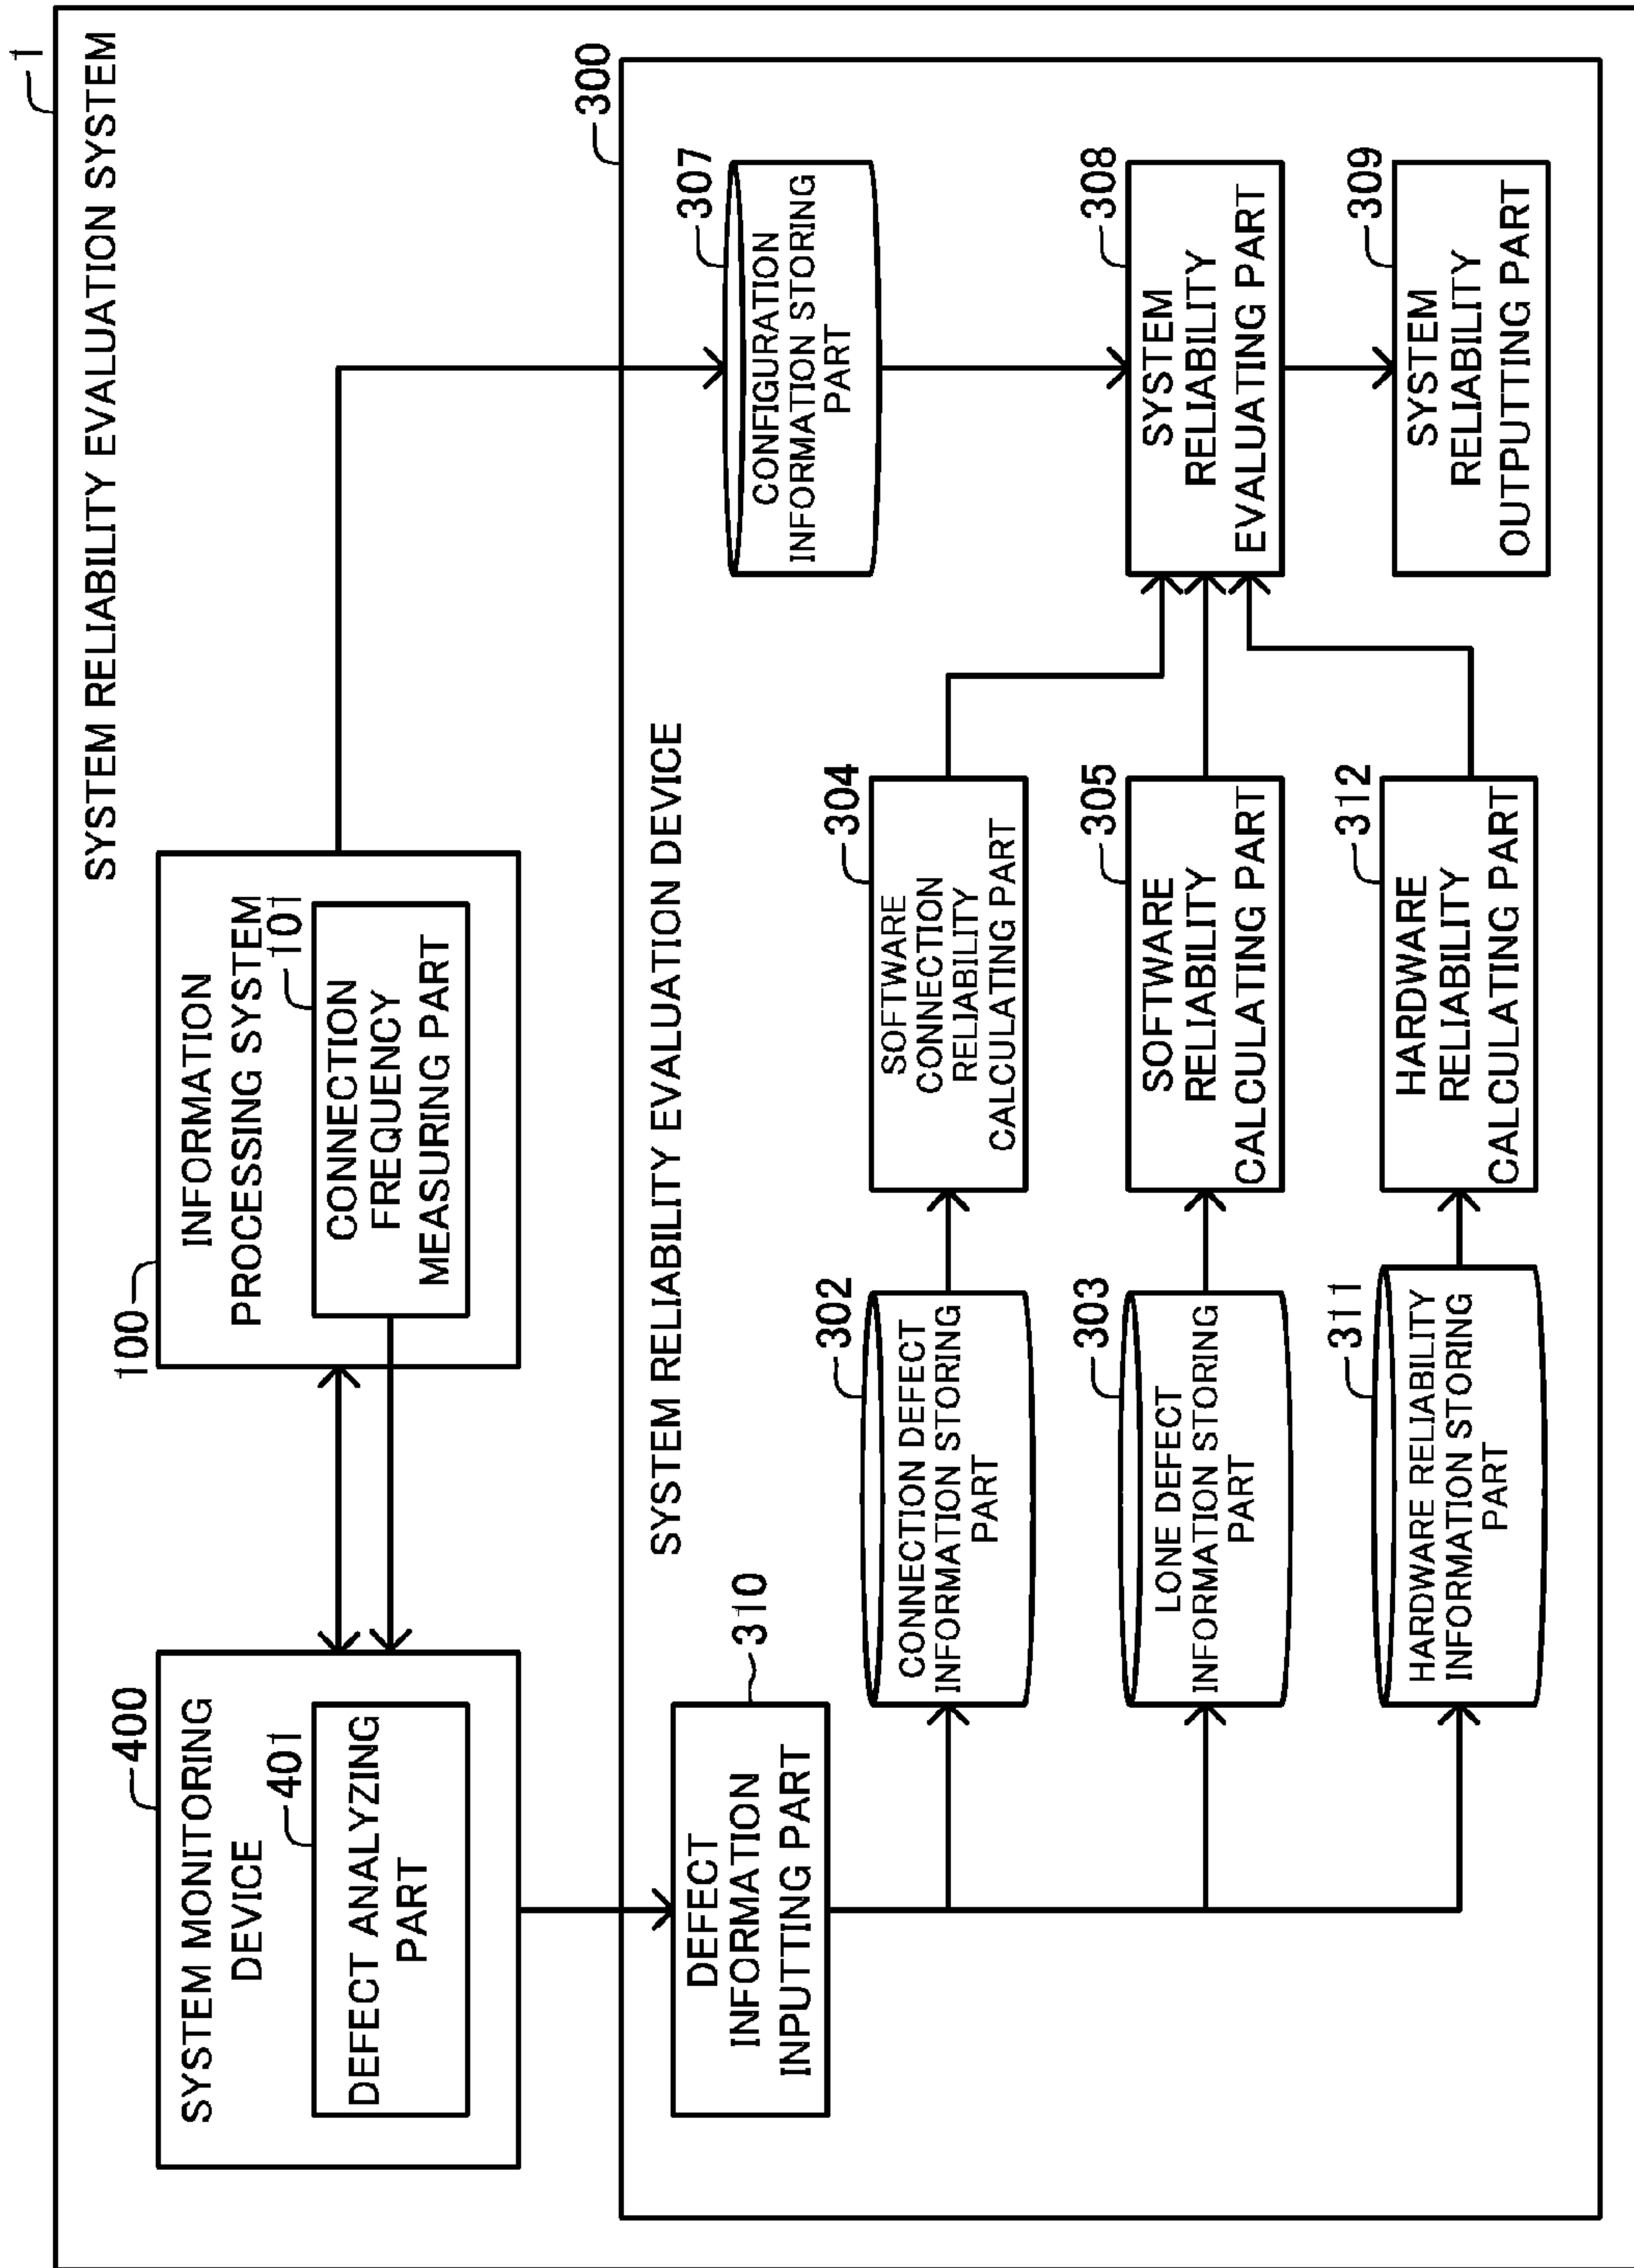 1
SYSTEM RELIABILITY EVALUATION SYSTEM
400
SYSTEM MONITORING
DEVICE
401
DEFECT ANALYZING
PART
100
INFORMATION
PROCESSING SYSTEM
101
CONNECTION
FREQUENCY
MEASURING PART
300
SYSTEM RELIABILITY EVALUATION DEVICE
310
DEFECT
INFORMATION
INPUTTING PART
302
CONNECTION DEFECT
INFORMATION STORING
PART
304
SOFTWARE
CONNECTION
RELIABILITY
CALCULATING PART
307
CONFIGURATION
INFORMATION STORING
PART
303
LONE DEFECT
INFORMATION STORING
PART
305
SOFTWARE
RELIABILITY
CALCULATING PART
308
SYSTEM
RELIABILITY
EVALUATING PART
311
HARDWARE RELIABILITY
INFORMATION STORING
PART
312
HARDWARE
RELIABILITY
CALCULATING PART
309
SYSTEM
RELIABILITY
OUTPUTTING PART